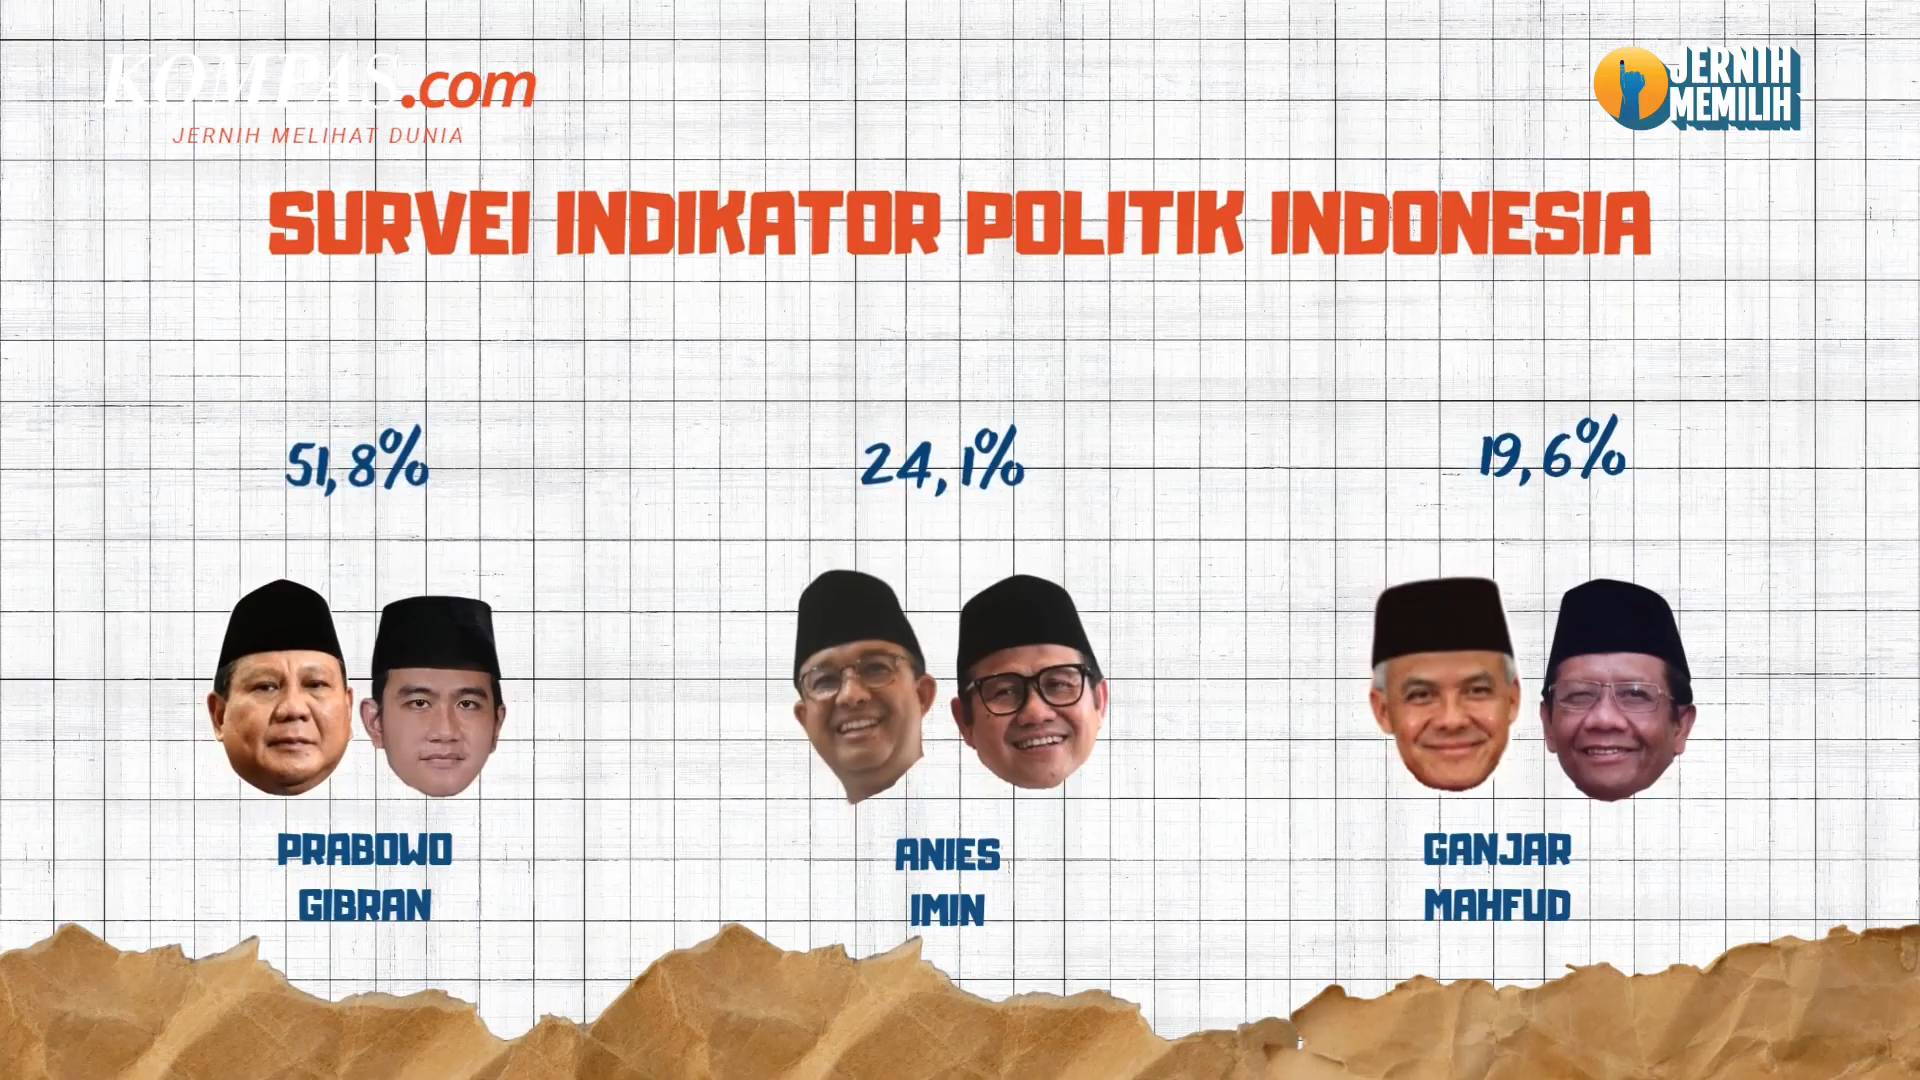 KOMPAS.com
JERNIH MELIHAT DUNIA
JERNIH
MEMILIH
SURVEI INDIKATOR POLITIK INDONESIA
51,8%
24,1%
19,6%
PRABOWO
GIBRAN
ANIES
IMIN
GANJAR
MAHFUD